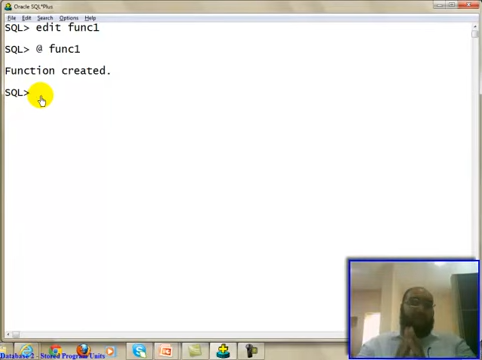 Oracle SQL*Plus
File Edit Search Options Help
SQL> edit func1
SQL> @ func1
Function created.
SQL>
Database 2 - Stored Program Units